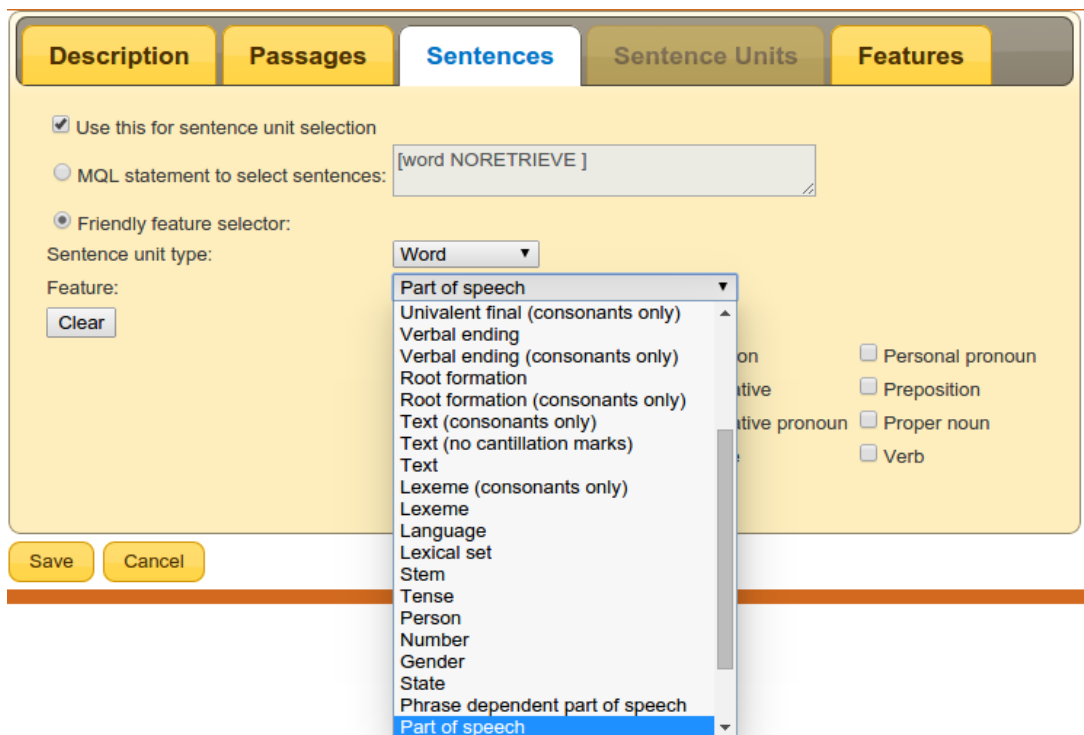 Description Passages Sentences Sentence Units Features
Use this for sentence unit selection
MQL statement to select sentences: [word NORETRIEVE ]
Friendly feature selector:
Sentence unit type: Word
Feature: Part of speech
Clear
Univalent final (consonants only)
Verbal ending
Verbal ending (consonants only) on Personal pronoun
Root formation
Root formation (consonants only) ative Preposition
Text (consonants only) ative pronoun Proper noun
Text (no cantillation marks)
Text Verb
Lexeme (consonants only)
Lexeme
Language
Lexical set
Save Cancel
Stem
Tense
Person
Number
Gender
State
Phrase dependent part of speech
Part of speech